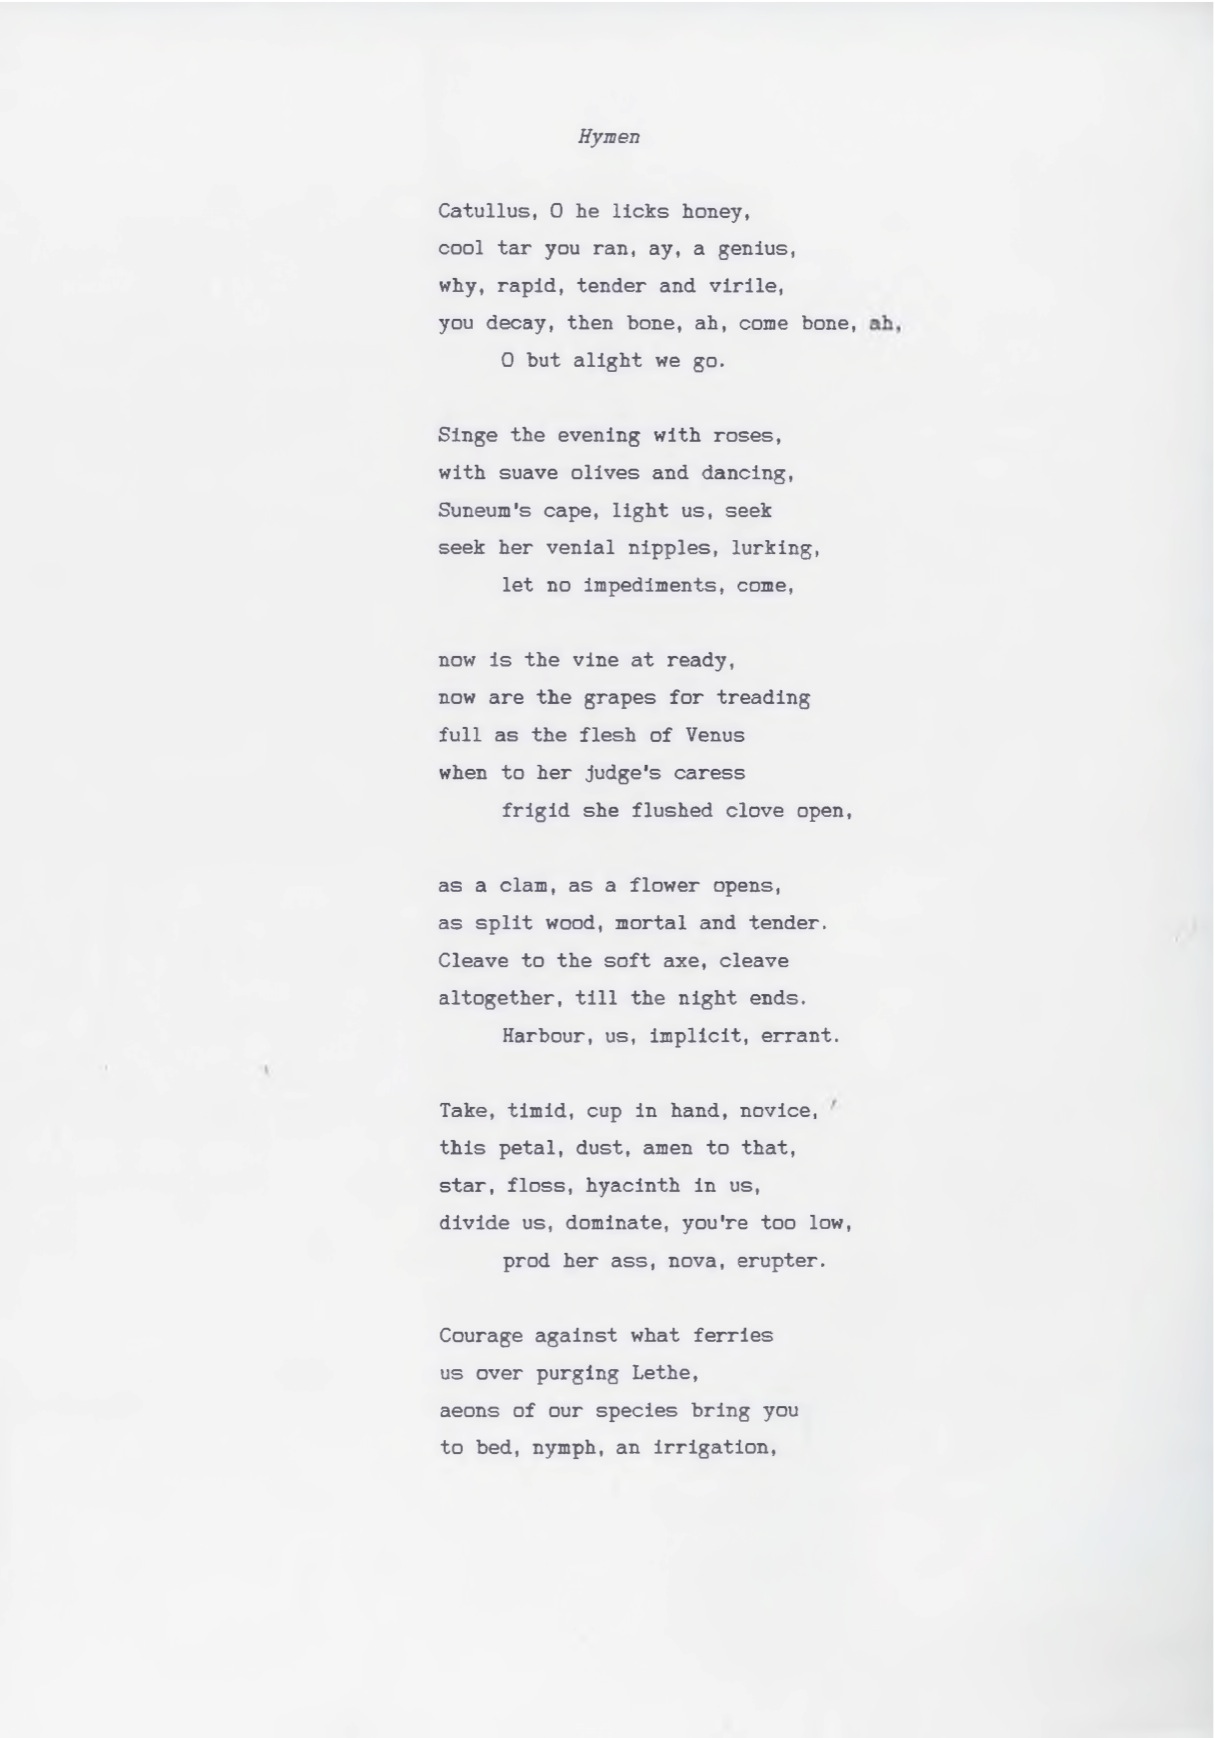 Hymen
Catullus, O he licks honey,
cool tar you ran, ay, a genius,
why, rapid, tender and virile,
you decay, then bone, ah, come bone, ah,
O but alight we go.
Singe the evening with roses,
with suave olives and dancing,
Suneum's cape, light us, seek
seek her venial nipples, lurking,
let no impediments, come,
now is the vine at ready,
now are the grapes for treading
full as the flesh of Venus
when to her judge's caress
frigid she flushed clove open,
as a clam, as a flower opens,
as split wood, mortal and tender.
Cleave to the soft axe, cleave
altogether, till the night ends.
Harbour, us, implicit, errant.
Take, timid, cup in hand, novice,
this petal, dust, amen to that,
star, floss, hyacinth in us,
divide us, dominate, you're too low,
prod her ass, nova, erupter.
Courage against what ferries
us over purging Lethe,
aeons of our species bring you
to bed, nymph, an irrigation,